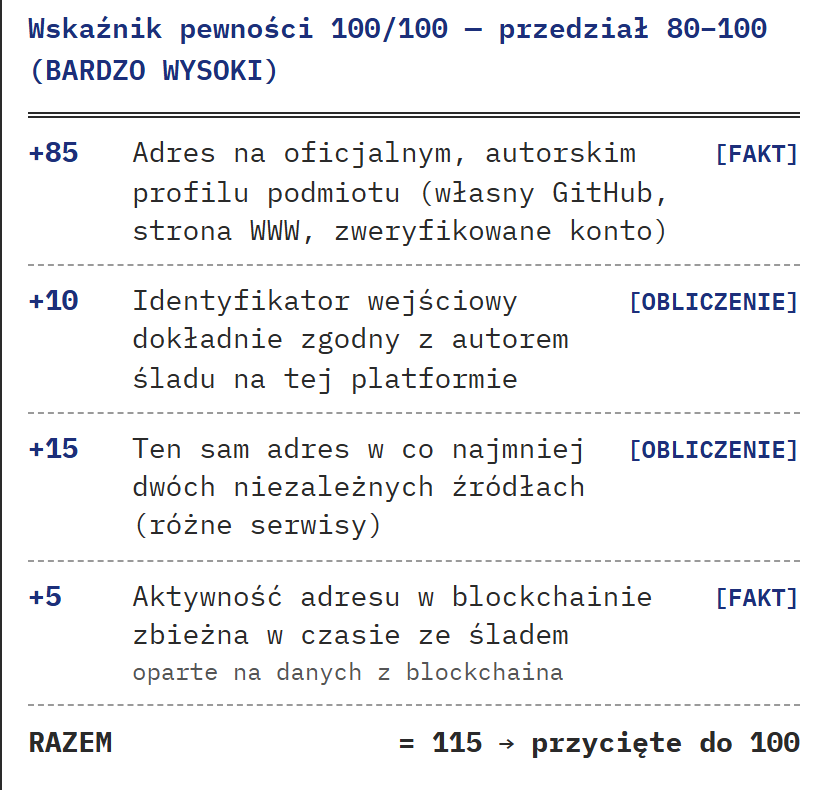 Wskaźnik pewności 100/100 — przedział 80–100
(BARDZO WYSOKI)
+85 Adres na oficjalnym, autorskim [FAKT]
profilu podmiotu (własny GitHub,
strona WWW, zweryfikowane konto)
+10 Identyfikator wejściowy [OBLICZENIE]
dokładnie zgodny z autorem
śladu na tej platformie
+15 Ten sam adres w co najmniej [OBLICZENIE]
dwóch niezależnych źródłach
(różne serwisy)
+5 Aktywność adresu w blockchainie [FAKT]
zbieżna w czasie ze śladem
oparte na danych z blockchaina
RAZEM = 115 → przycięte do 100